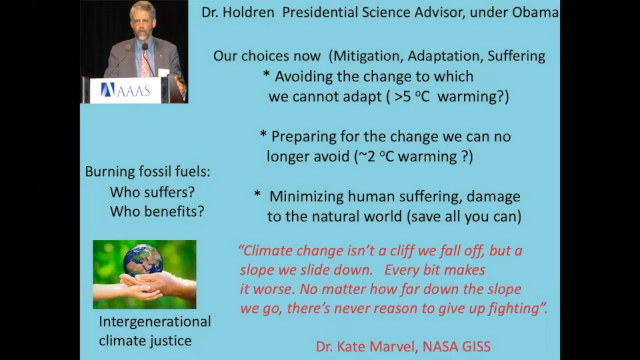 Dr. Holdren  Presidential Science Advisor, under Obama
AAAS
Our choices now  (Mitigation, Adaptation, Suffering
* Avoiding the change to which
we cannot adapt ( >5 °C  warming?)
* Preparing for the change we can no
longer avoid (~2 °C warming ?)
* Minimizing human suffering, damage
to the natural world (save all you can)
Burning fossil fuels:
Who suffers?
Who benefits?
"Climate change isn't a cliff we fall off, but a
slope we slide down.   Every bit makes
it worse. No matter how far down the slope
we go, there's never reason to give up fighting".
Dr. Kate Marvel, NASA GISS
Intergenerational
climate justice